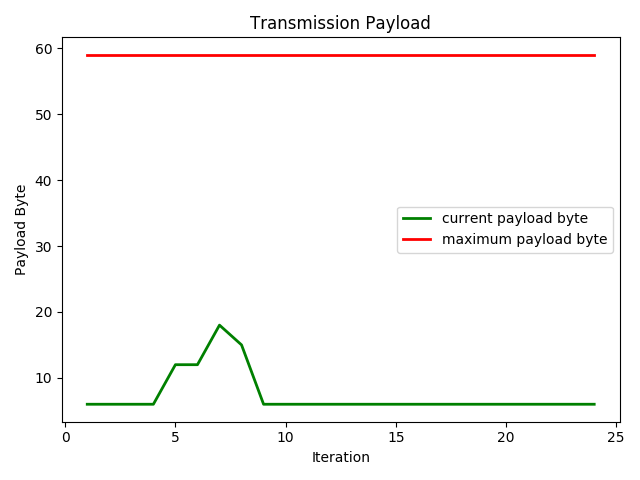 Transmission Payload
Payload Byte
60
50
40
30
20
10
current payload byte
maximum payload byte
0
5
10
15
20
25
Iteration